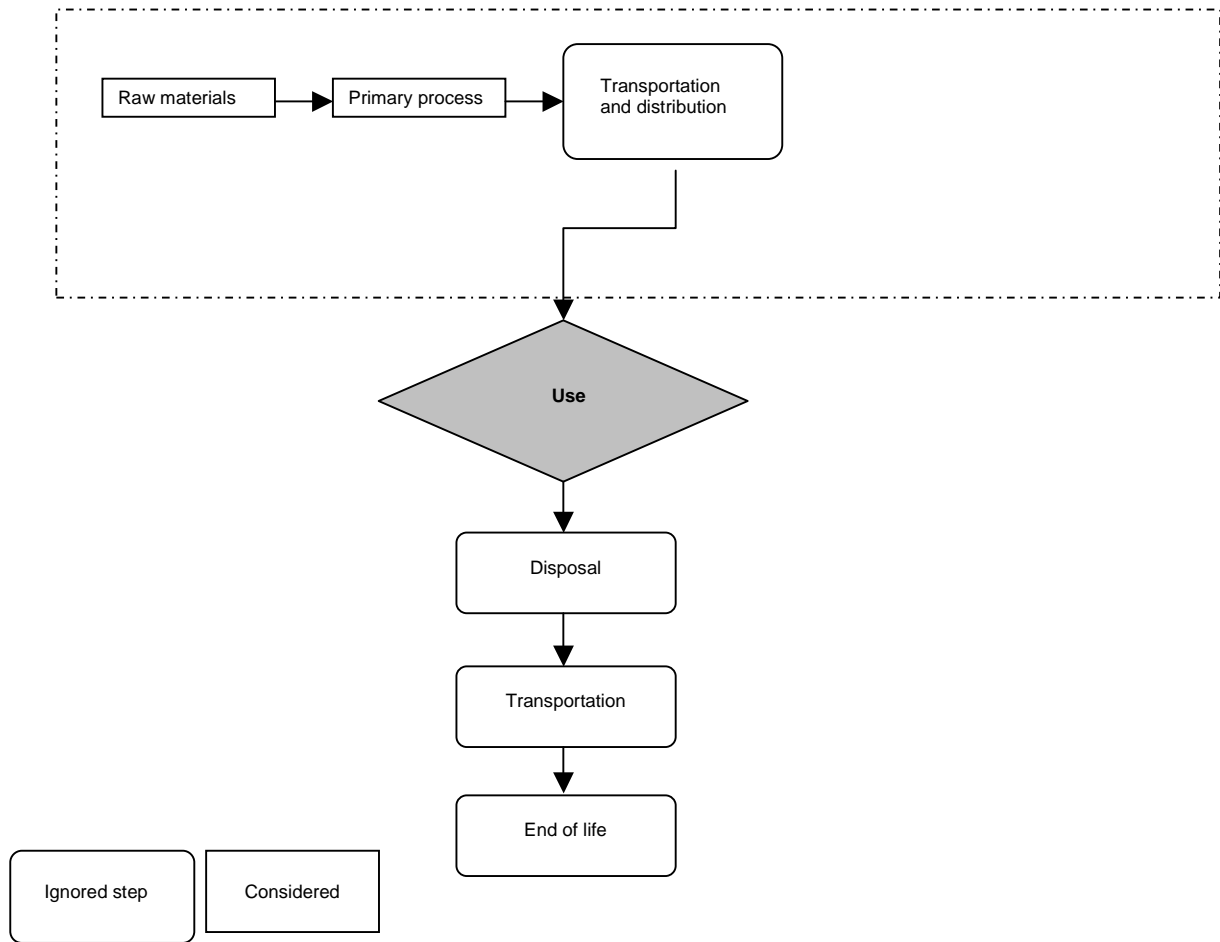 Raw materials
Primary process
Transportation
and distribution
Use
Disposal
Transportation
End of life
Ignored step
Considered